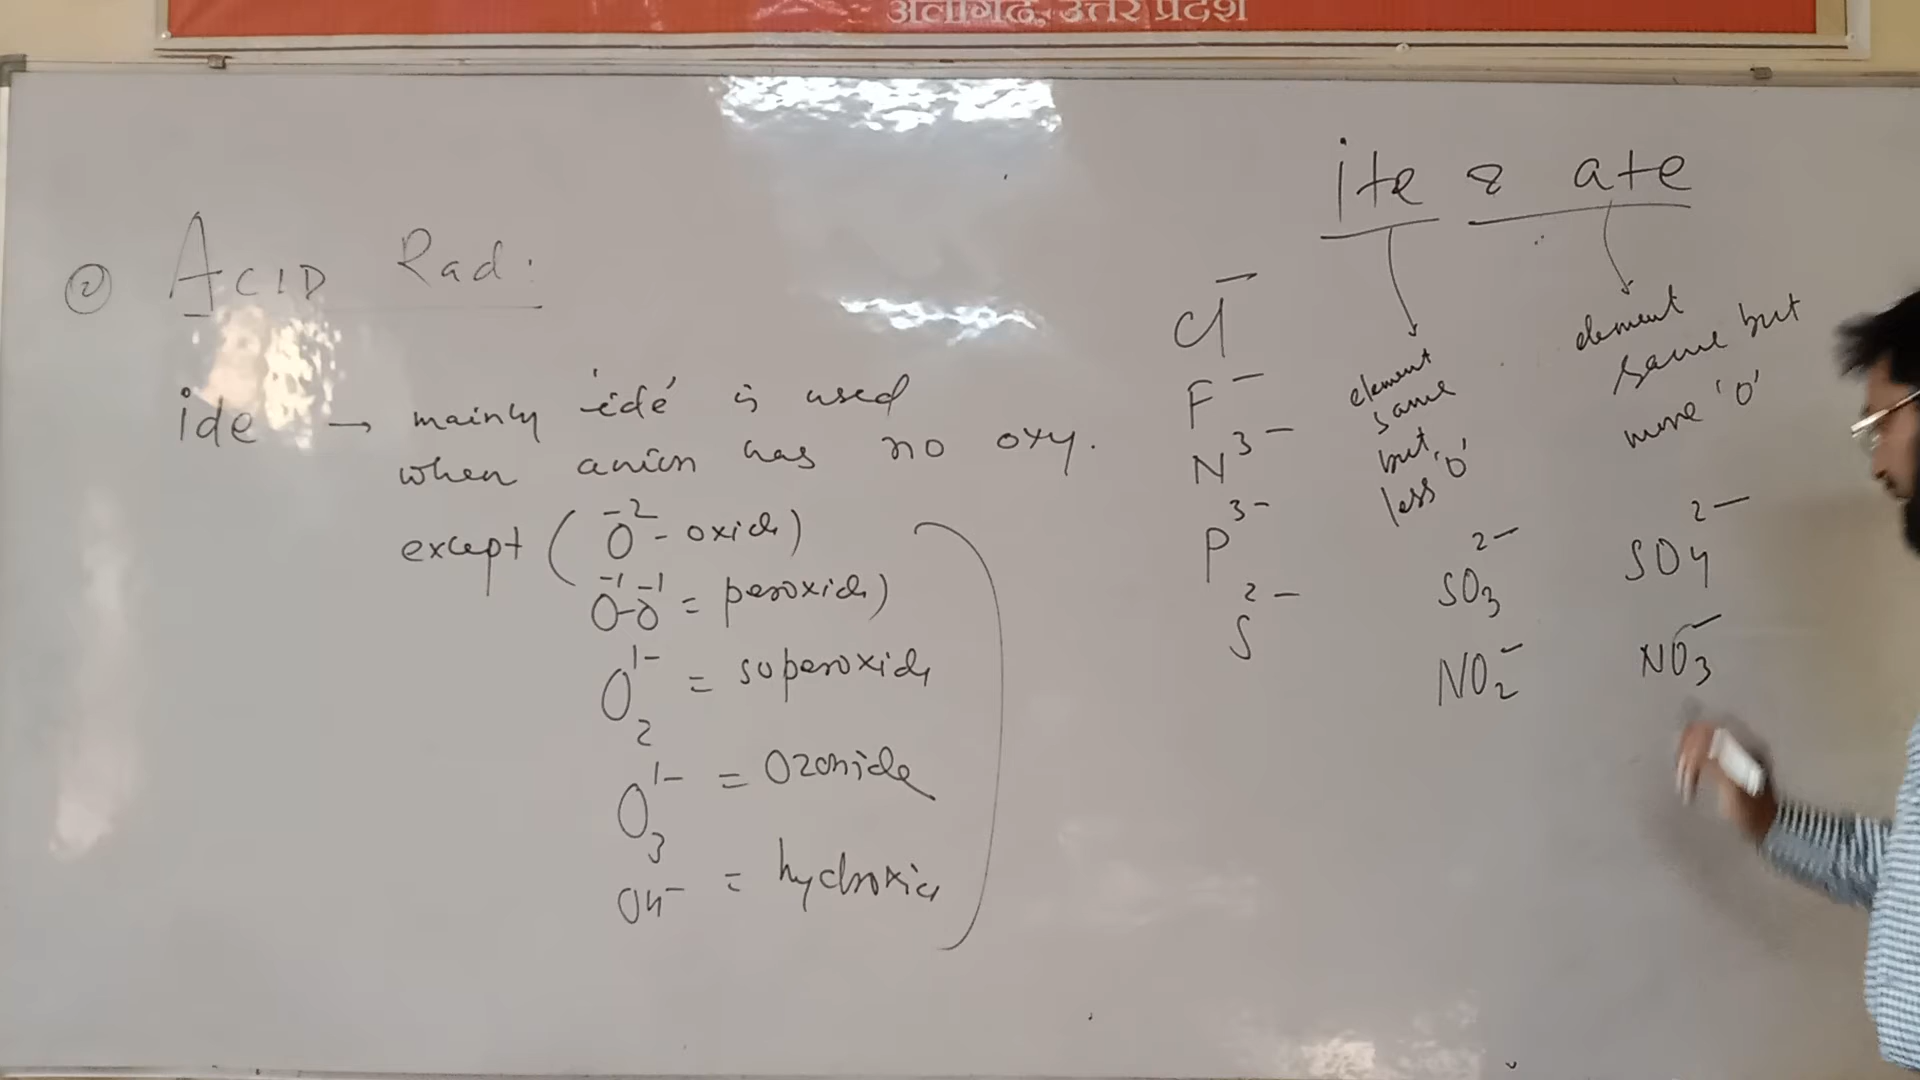 अलीगढ़, उत्तर प्रदेश
② ACID Rad:
ide → mainly 'ide' is used
when anion has no oxy.
except ( O⁻² - oxide)
O⁻¹-O⁻¹ = peroxide)
O₂¹⁻ = superoxide
O₃¹⁻ = Ozonide
OH⁻ = hydroxide
Cl⁻
F⁻
N³⁻
P³⁻
S²⁻
ite & ate
element
same
but
less 'O'
SO₃²⁻
NO₂⁻
element
same but
more 'O'
SO₄²⁻
NO₃⁻